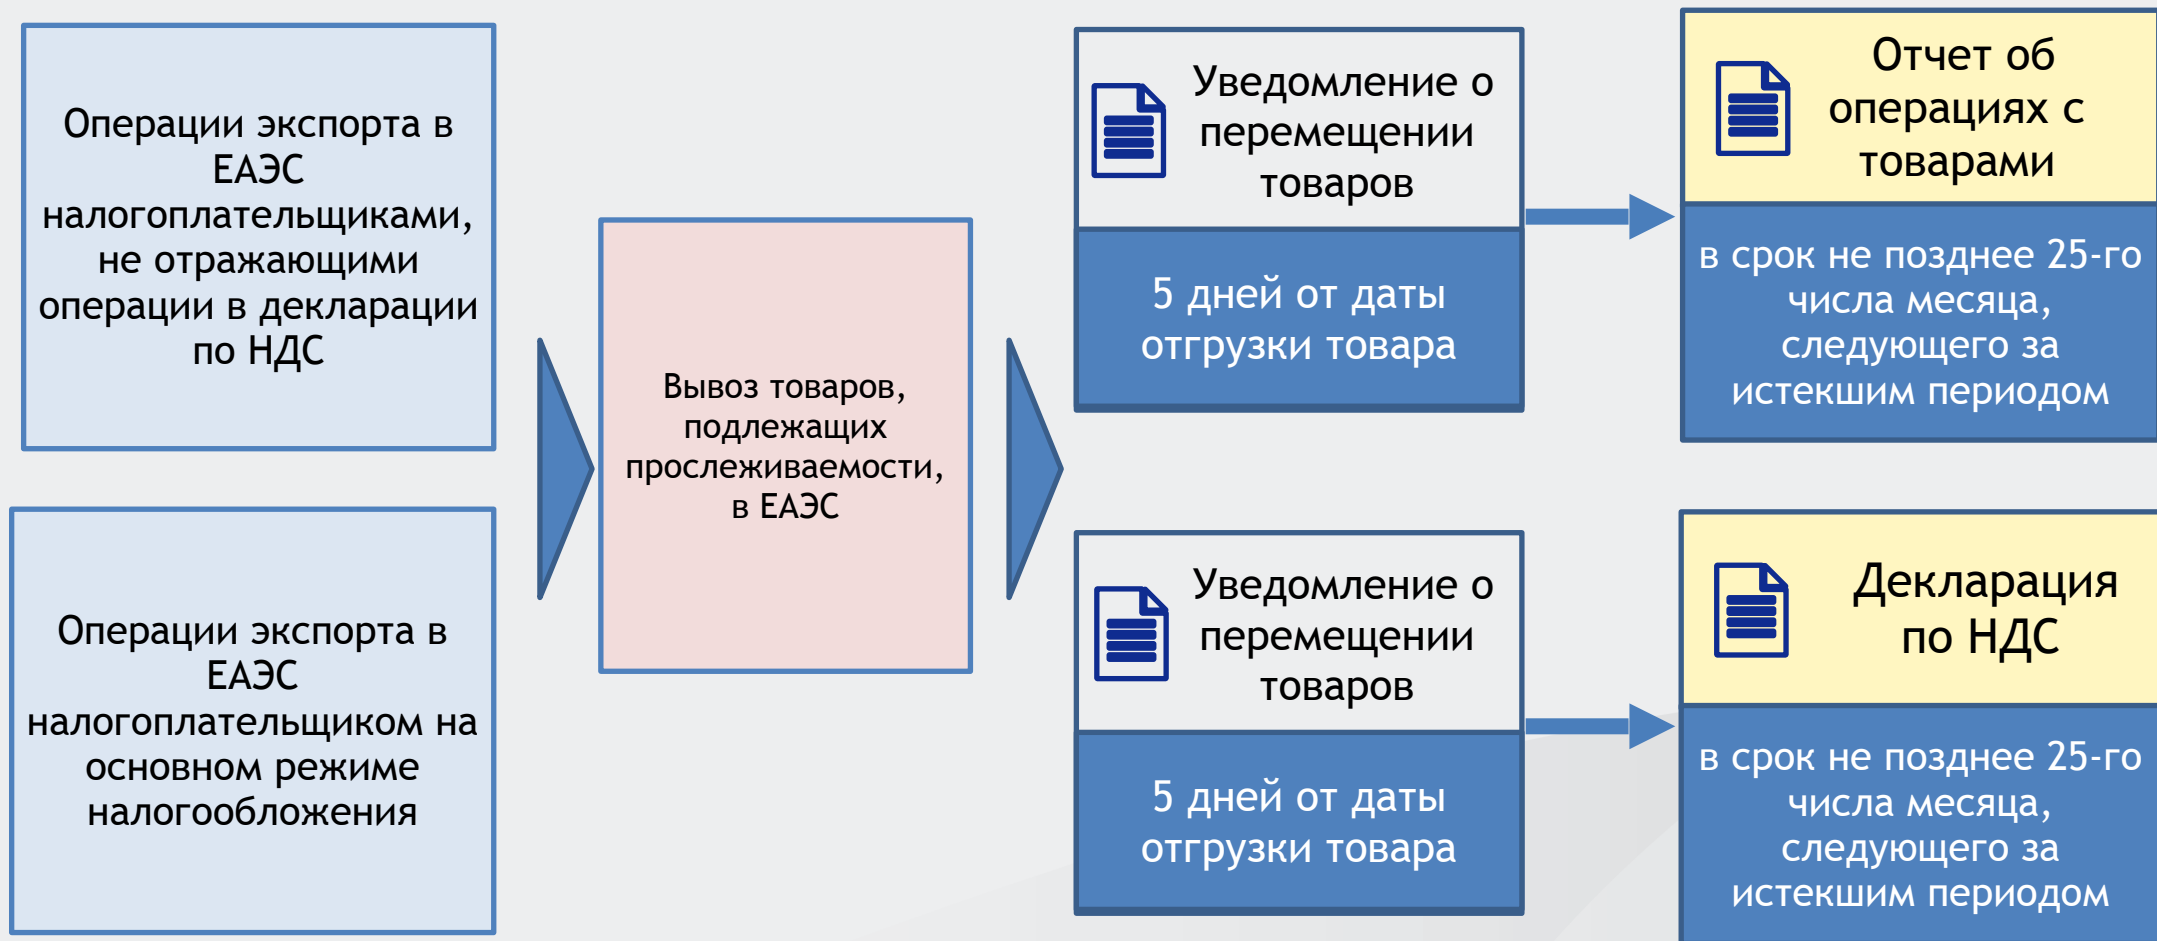 Операции экспорта в
ЕАЭС
налогоплательщиками,
не отражающими
операции в декларации
по НДС
Операции экспорта в
ЕАЭС
налогоплательщиком на
основном режиме
налогообложения
Вывоз товаров,
подлежащих
прослеживаемости,
в ЕАЭС
Уведомление о
перемещении
товаров
5 дней от даты
отгрузки товара
Отчет об
операциях с
товарами
в срок не позднее 25-го
числа месяца,
следующего за
истекшим периодом
Уведомление о
перемещении
товаров
5 дней от даты
отгрузки товара
Декларация
по НДС
в срок не позднее 25-го
числа месяца,
следующего за
истекшим периодом